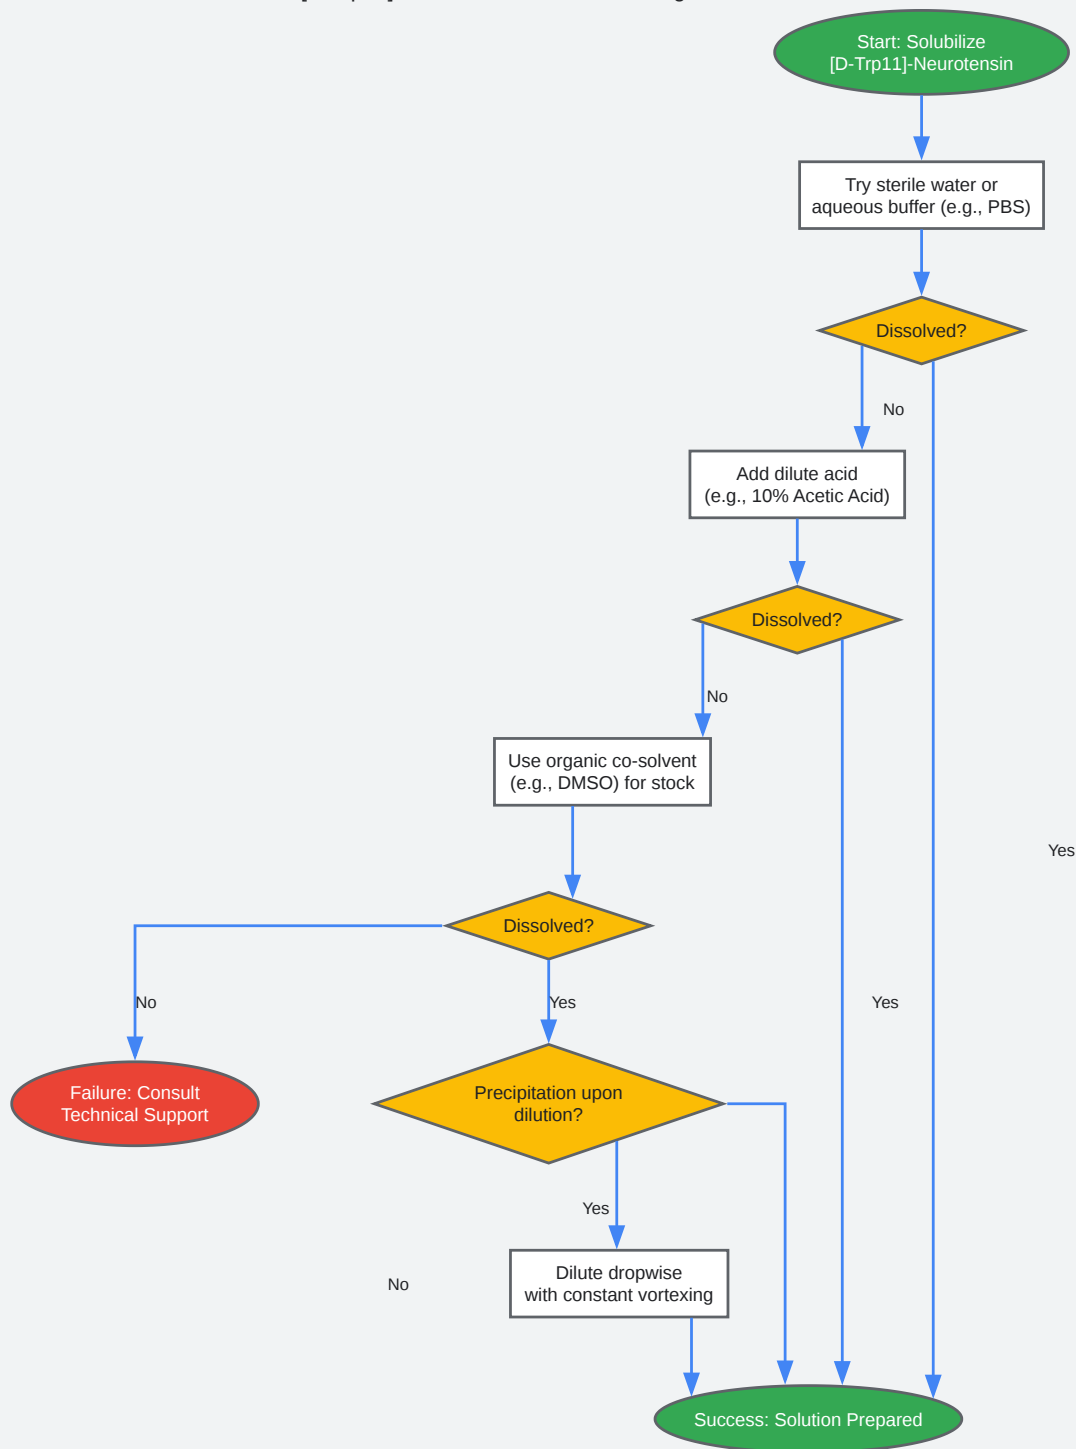 Start: Solubilize
[D-Trp11]-Neurotensin
Try sterile water or
aqueous buffer (e.g., PBS)
Dissolved?
No
Add dilute acid
(e.g., 10% Acetic Acid)
Dissolved?
No
Use organic co-solvent
(e.g., DMSO) for stock
Yes
Dissolved?
No
Yes
Yes
Failure: Consult
Technical Support
Precipitation upon
dilution?
Yes
No
Dilute dropwise
with constant vortexing
Success: Solution Prepared